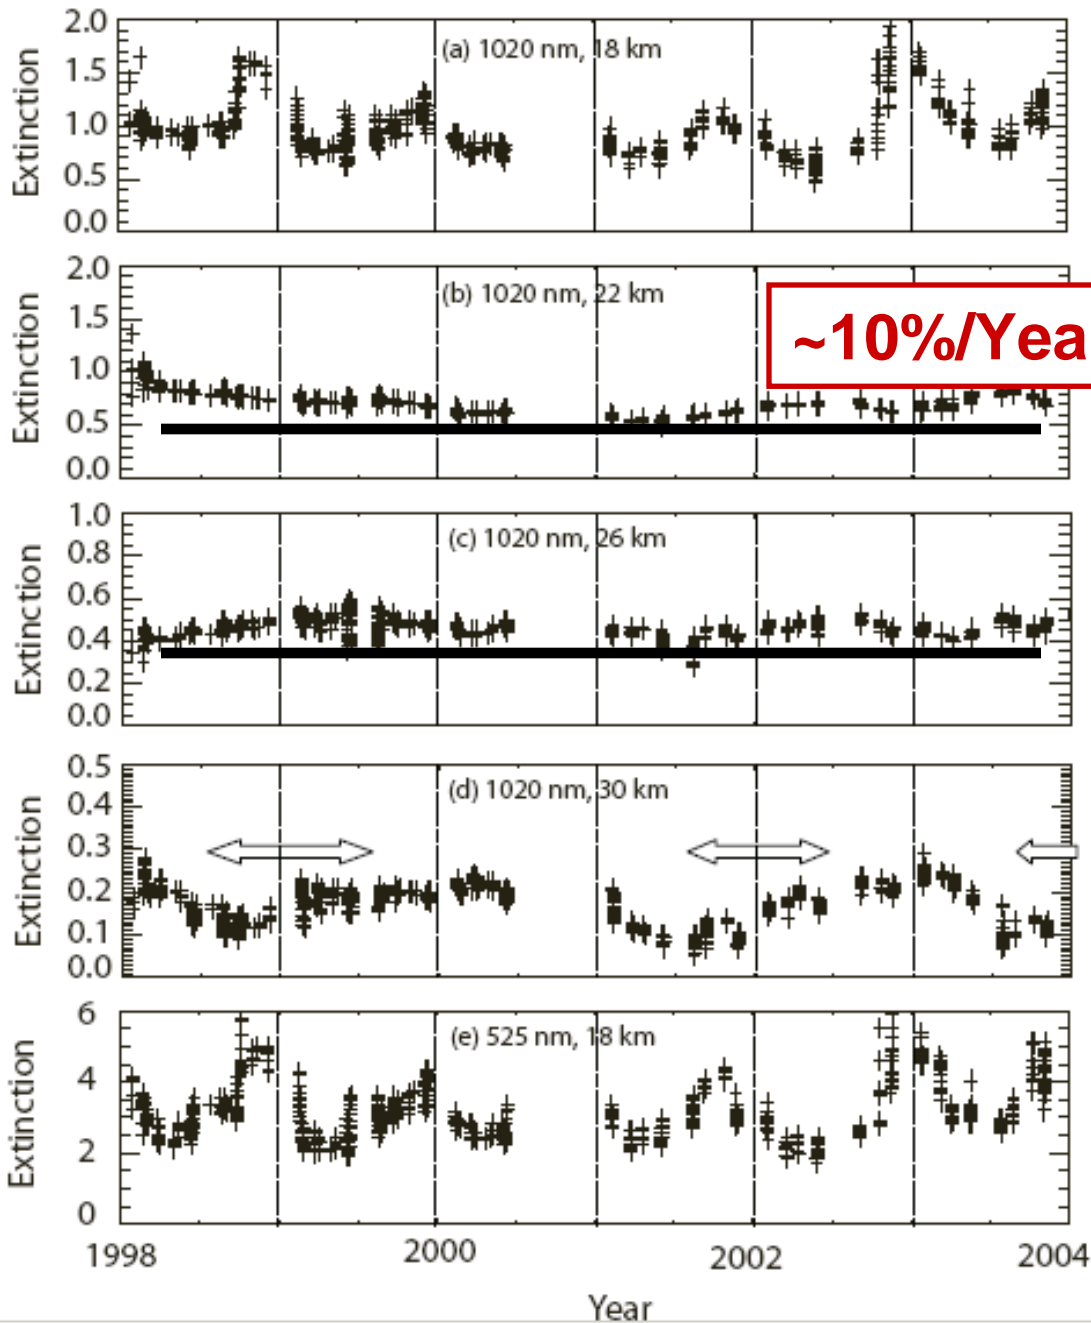 Extinction
2.0
1.5
1.0
0.5
0.0
(a) 1020 nm, 18 km
Extinction
2.0
1.5
1.0
0.5
0.0
(b) 1020 nm, 22 km
~10%/Yea
Extinction
1.0
0.8
0.6
0.4
0.2
0.0
(c) 1020 nm, 26 km
Extinction
0.5
0.4
0.3
0.2
0.1
0.0
(d) 1020 nm, 30 km
Extinction
6
4
2
0
(e) 525 nm, 18 km
1998 2000 2002 2004
Year